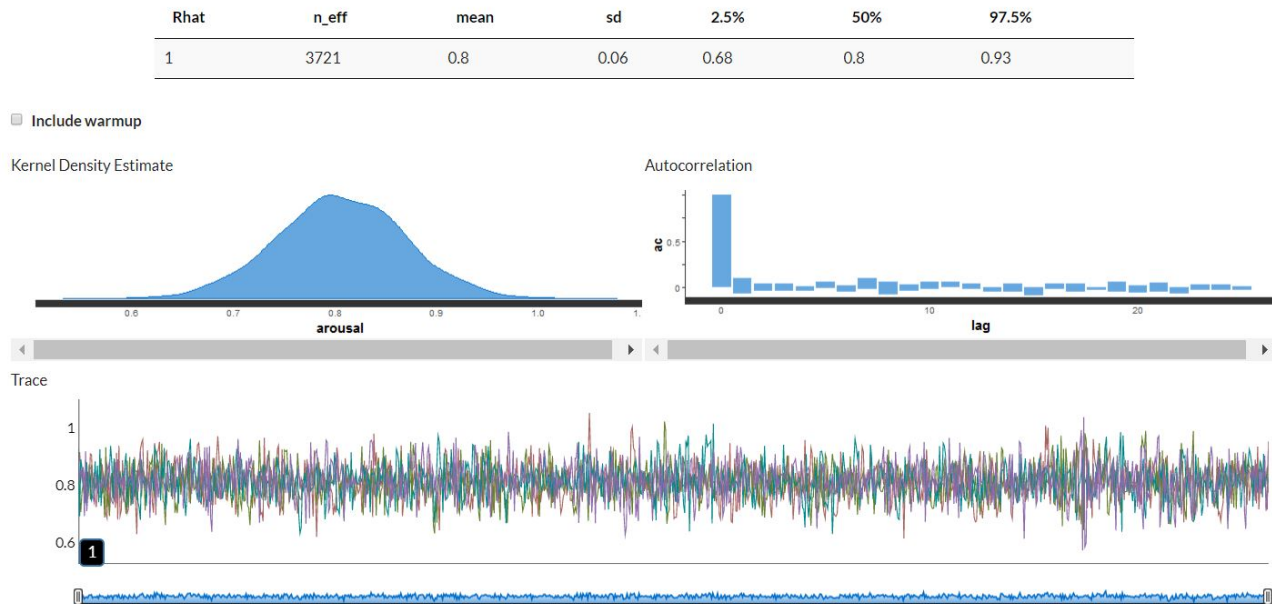 Rhat n_eff mean sd 2.5% 50% 97.5%
1 3721 0.8 0.06 0.68 0.8 0.93
Include warmup
Kernel Density Estimate
0.6 0.7 0.8 0.9 1.0 1.
arousal
Autocorrelation
ac
0.5
0
0 10 20
lag
Trace
1
0.8
0.6
1